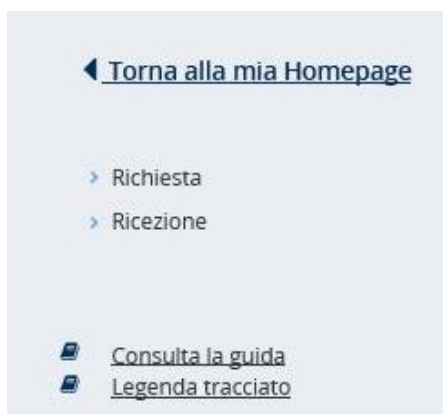 Torna alla mia Homepage
Richiesta
Ricezione
Consulta la guida
Legenda tracciato